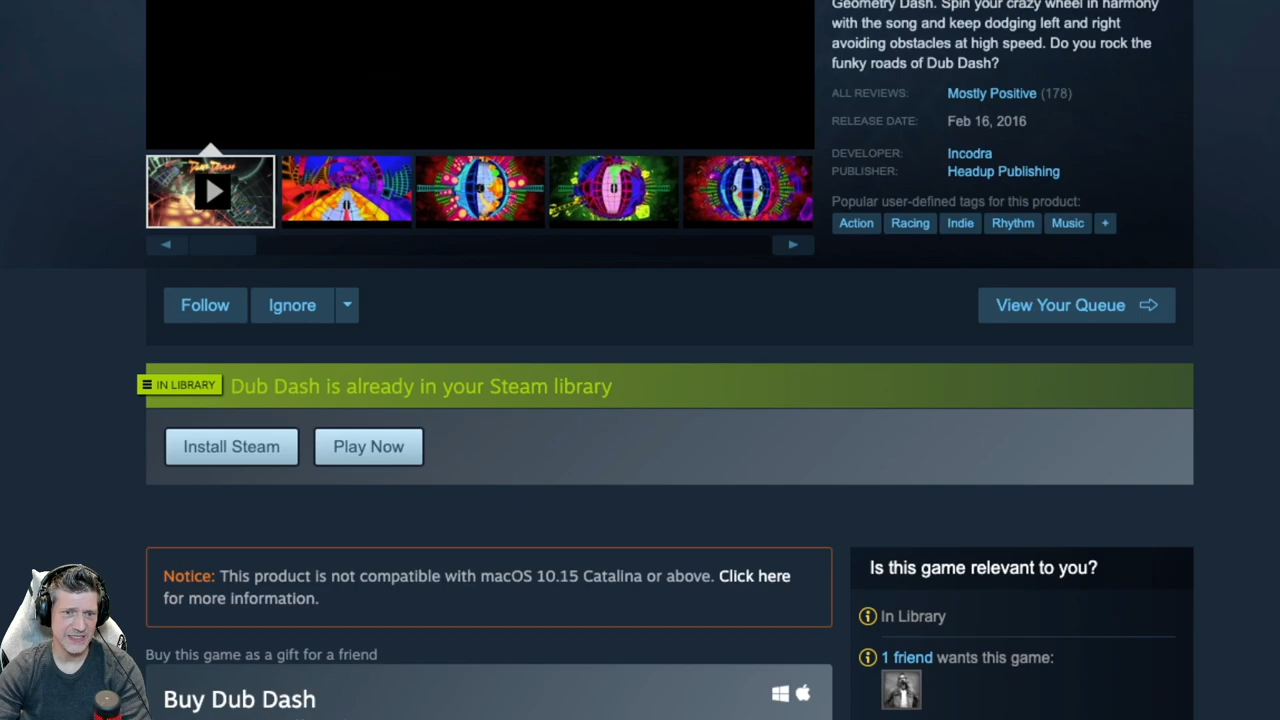 Geometry Dash. Spin your crazy wheel in harmony
with the song and keep dodging left and right
avoiding obstacles at high speed. Do you rock the
funky roads of Dub Dash?
ALL REVIEWS: Mostly Positive (178)
RELEASE DATE: Feb 16, 2016
DEVELOPER: Incodra
PUBLISHER: Headup Publishing
Popular user-defined tags for this product:
Action Racing Indie Rhythm Music +
DUB DASH
Follow Ignore View Your Queue
IN LIBRARY Dub Dash is already in your Steam library
Install Steam Play Now
Notice: This product is not compatible with macOS 10.15 Catalina or above. Click here
for more information.
Is this game relevant to you?
In Library
1 friend wants this game:
Buy this game as a gift for a friend
Buy Dub Dash